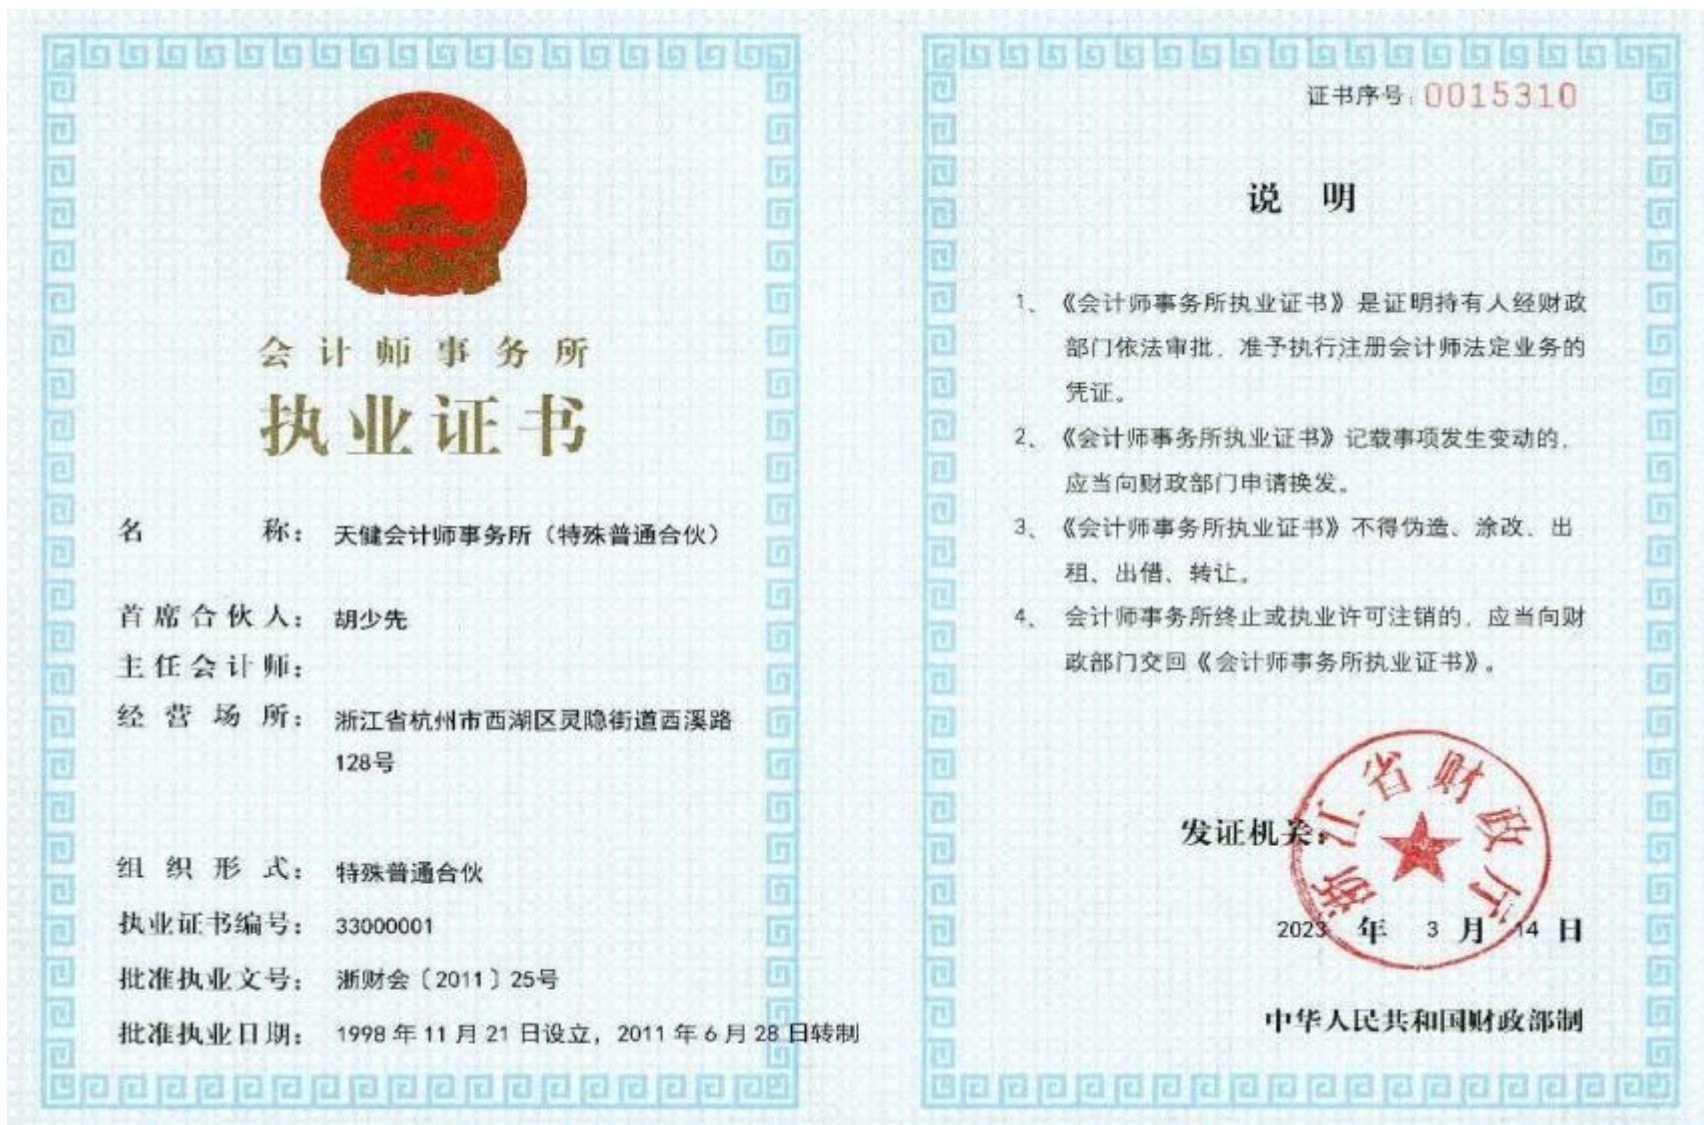 会计师事务所
执业证书
名称：天健会计师事务所（特殊普通合伙）
首席合伙人：胡少先
主任会计师：
经营场所：浙江省杭州市西湖区灵隐街道西溪路
128号
组织形式：特殊普通合伙
执业证书编号：33000001
批准执业文号：浙财会〔2011〕25号
批准执业日期：1998年11月21日设立，2011年6月28日转制
证书序号：0015310
说明
1、《会计师事务所执业证书》是证明持有人经财政
部门依法审批，准予执行注册会计师法定业务的
凭证。
2、《会计师事务所执业证书》记载事项发生变动的，
应当向财政部门申请换发。
3、《会计师事务所执业证书》不得伪造、涂改、出
租、出借、转让。
4、会计师事务所终止或执业许可注销的，应当向财
政部门交回《会计师事务所执业证书》。
浙江省财政厅
发证机关：
2023年3月14日
中华人民共和国财政部制